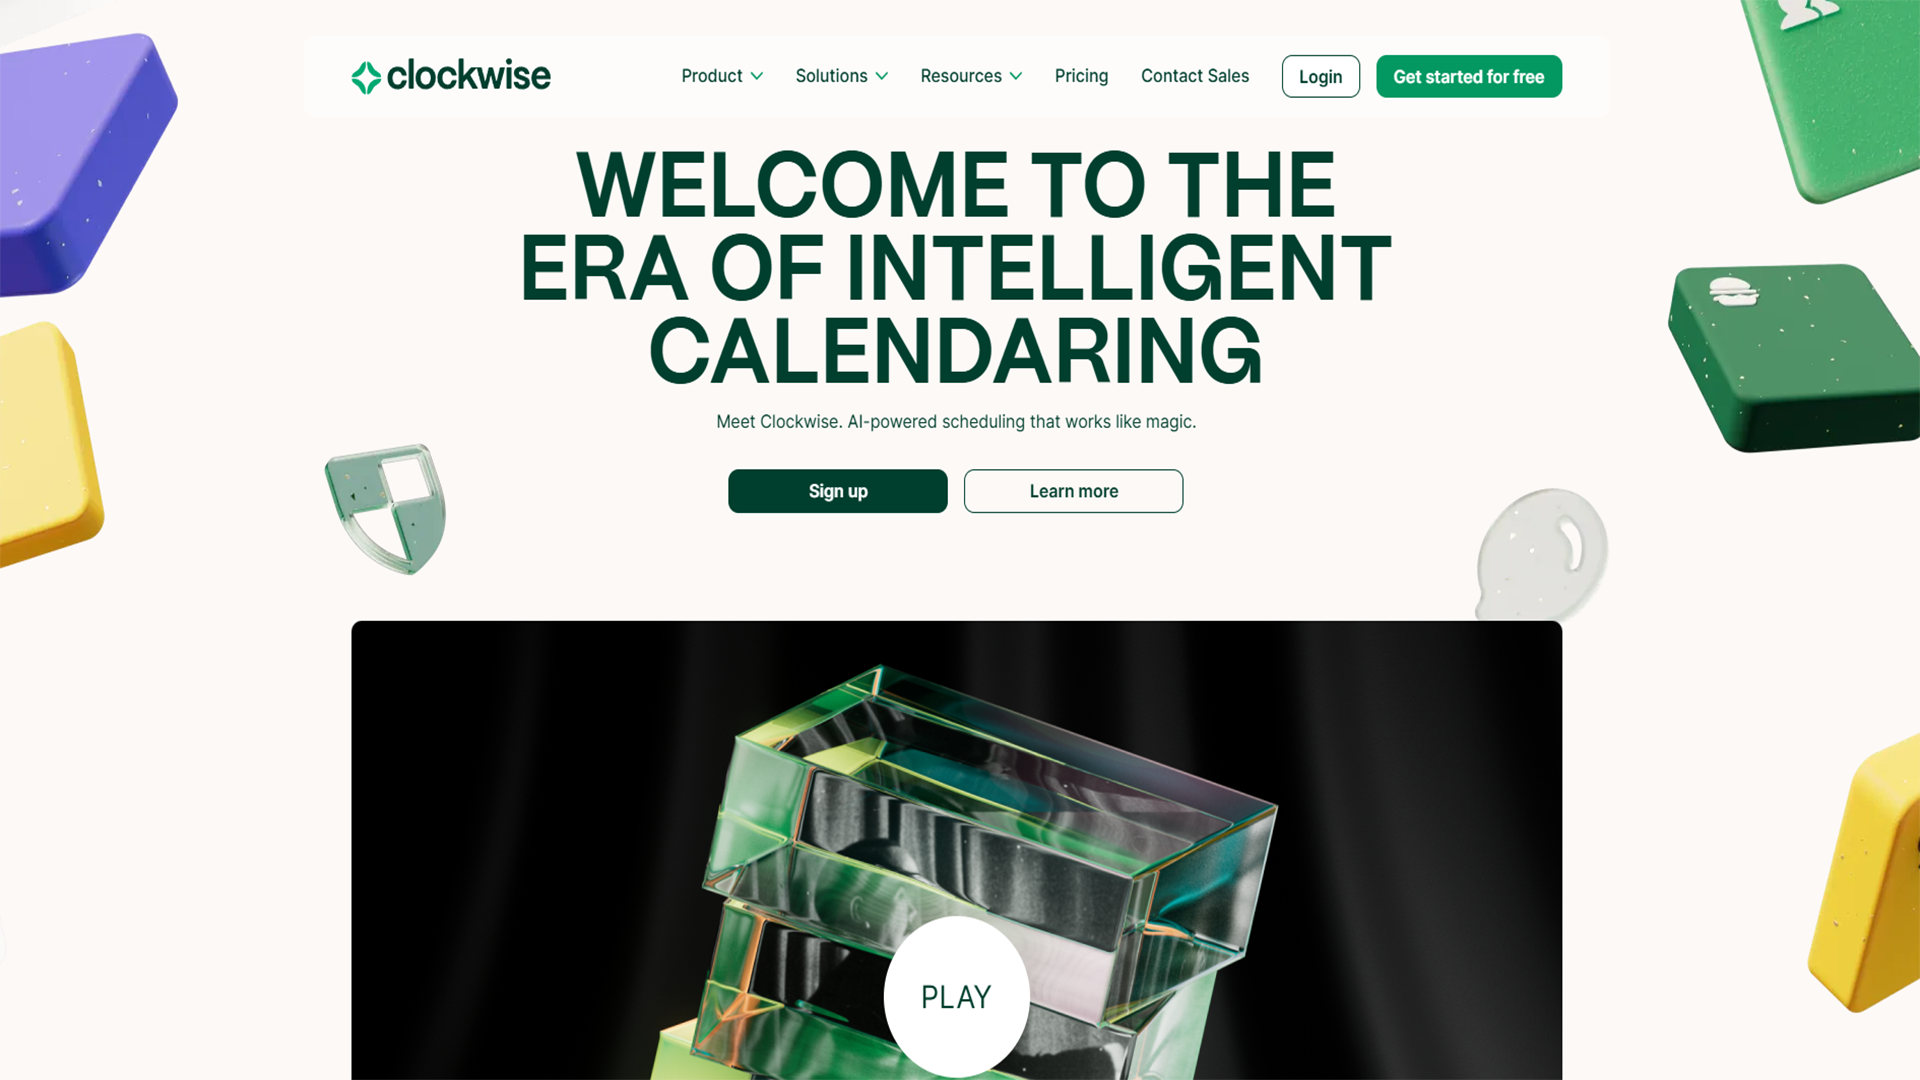 clockwise
Product Solutions Resources Pricing Contact Sales Login Get started for free
WELCOME TO THE
ERA OF INTELLIGENT
CALENDARING
Meet Clockwise. AI-powered scheduling that works like magic.
Sign up Learn more
PLAY